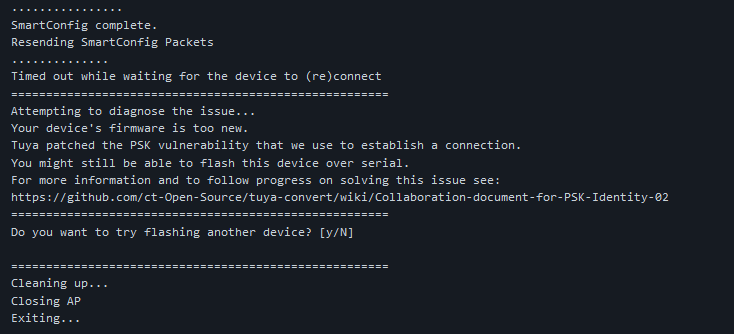 ................
SmartConfig complete.
Resending SmartConfig Packets
..............
Timed out while waiting for the device to (re)connect
======================================================
Attempting to diagnose the issue...
Your device's firmware is too new.
Tuya patched the PSK vulnerability that we use to establish a connection.
You might still be able to flash this device over serial.
For more information and to follow progress on solving this issue see:
https://github.com/ct-Open-Source/tuya-convert/wiki/Collaboration-document-for-PSK-Identity-02
======================================================
Do you want to try flashing another device? [y/N]
======================================================
Cleaning up...
Closing AP
Exiting...